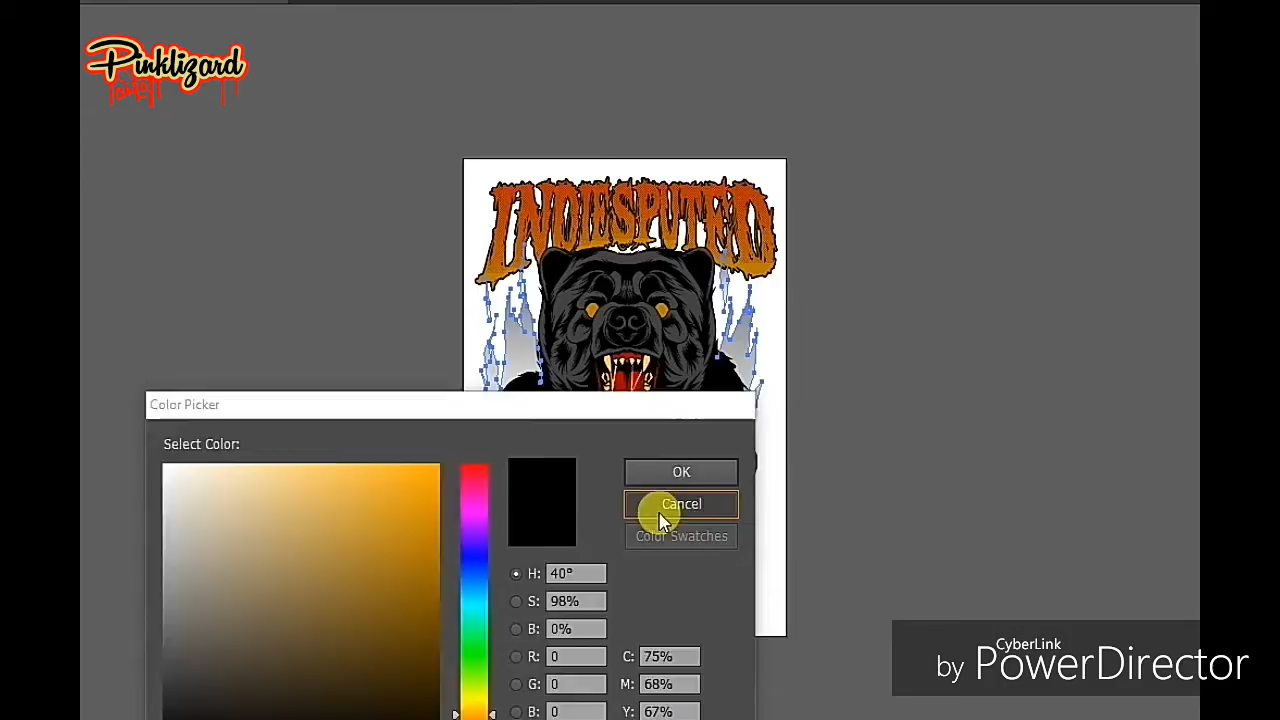 Pinklizard
INDIESPUTED
Color Picker
Select Color:
OK
Cancel
Color Swatches
H: 40°
S: 98%
B: 0%
R: 0 C: 75%
G: 0 M: 68%
B: 0 Y: 67%
CyberLink
by PowerDirector